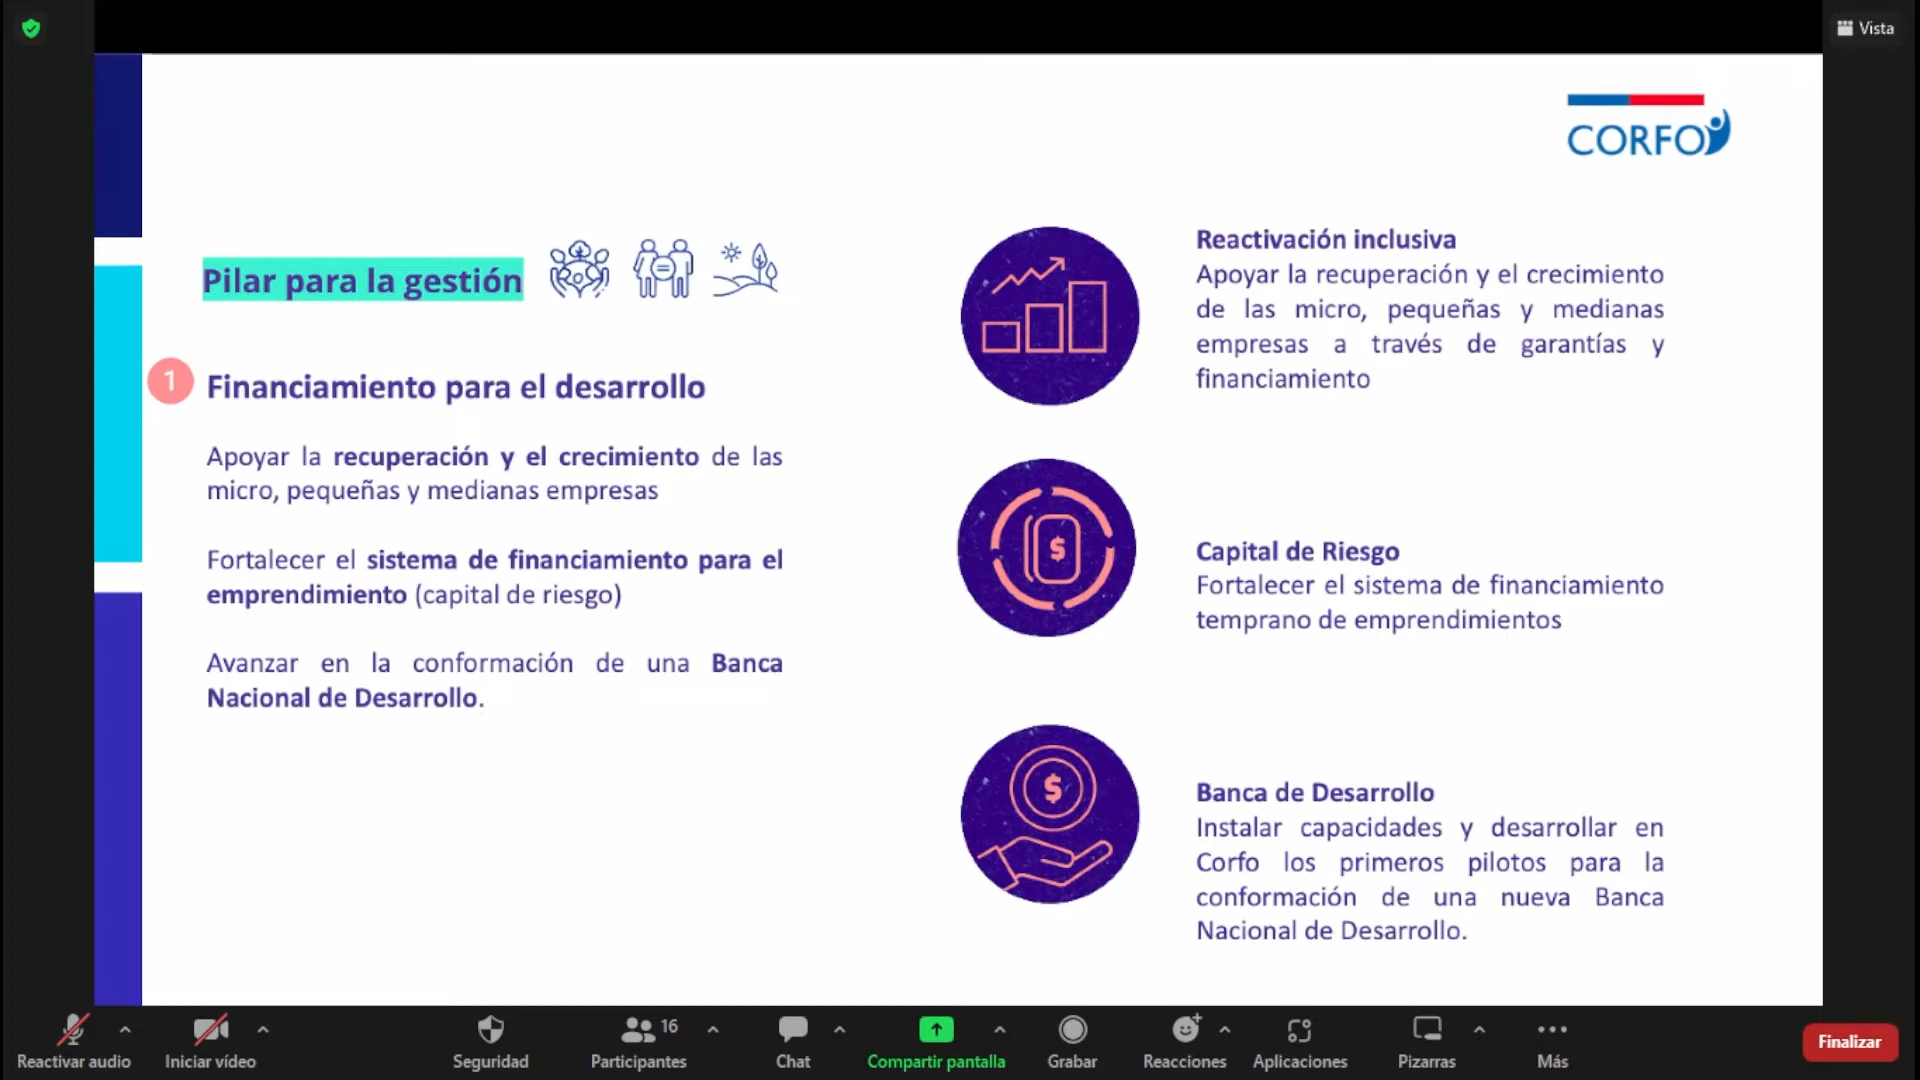 Vista
CORFO
Pilar para la gestión
1
Financiamiento para el desarrollo
Apoyar la recuperación y el crecimiento de las
micro, pequeñas y medianas empresas
Fortalecer el sistema de financiamiento para el
emprendimiento (capital de riesgo)
Avanzar en la conformación de una Banca
Nacional de Desarrollo.
Reactivación inclusiva
Apoyar la recuperación y el crecimiento
de las micro, pequeñas y medianas
empresas a través de garantías y
financiamiento
$
Capital de Riesgo
Fortalecer el sistema de financiamiento
temprano de emprendimientos
$
Banca de Desarrollo
Instalar capacidades y desarrollar en
Corfo los primeros pilotos para la
conformación de una nueva Banca
Nacional de Desarrollo.
Reactivar audio
Iniciar vídeo
Seguridad
16
Participantes
Chat
Compartir pantalla
Grabar
Reacciones
Aplicaciones
Pizarras
Más
Finalizar